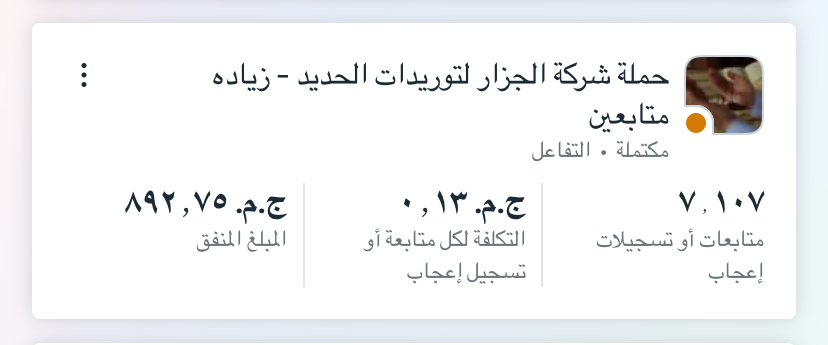 حملة شركة الجزار لتوريدات الحديد - زياده
متابعين
مكتملة • التفاعل
٧,١٠٧
متابعات أو تسجيلات
إعجاب
ج.م. ٠,١٣
التكلفة لكل متابعة أو
تسجيل إعجاب
ج.م. ٨٩٢,٧٥
المبلغ المنفق